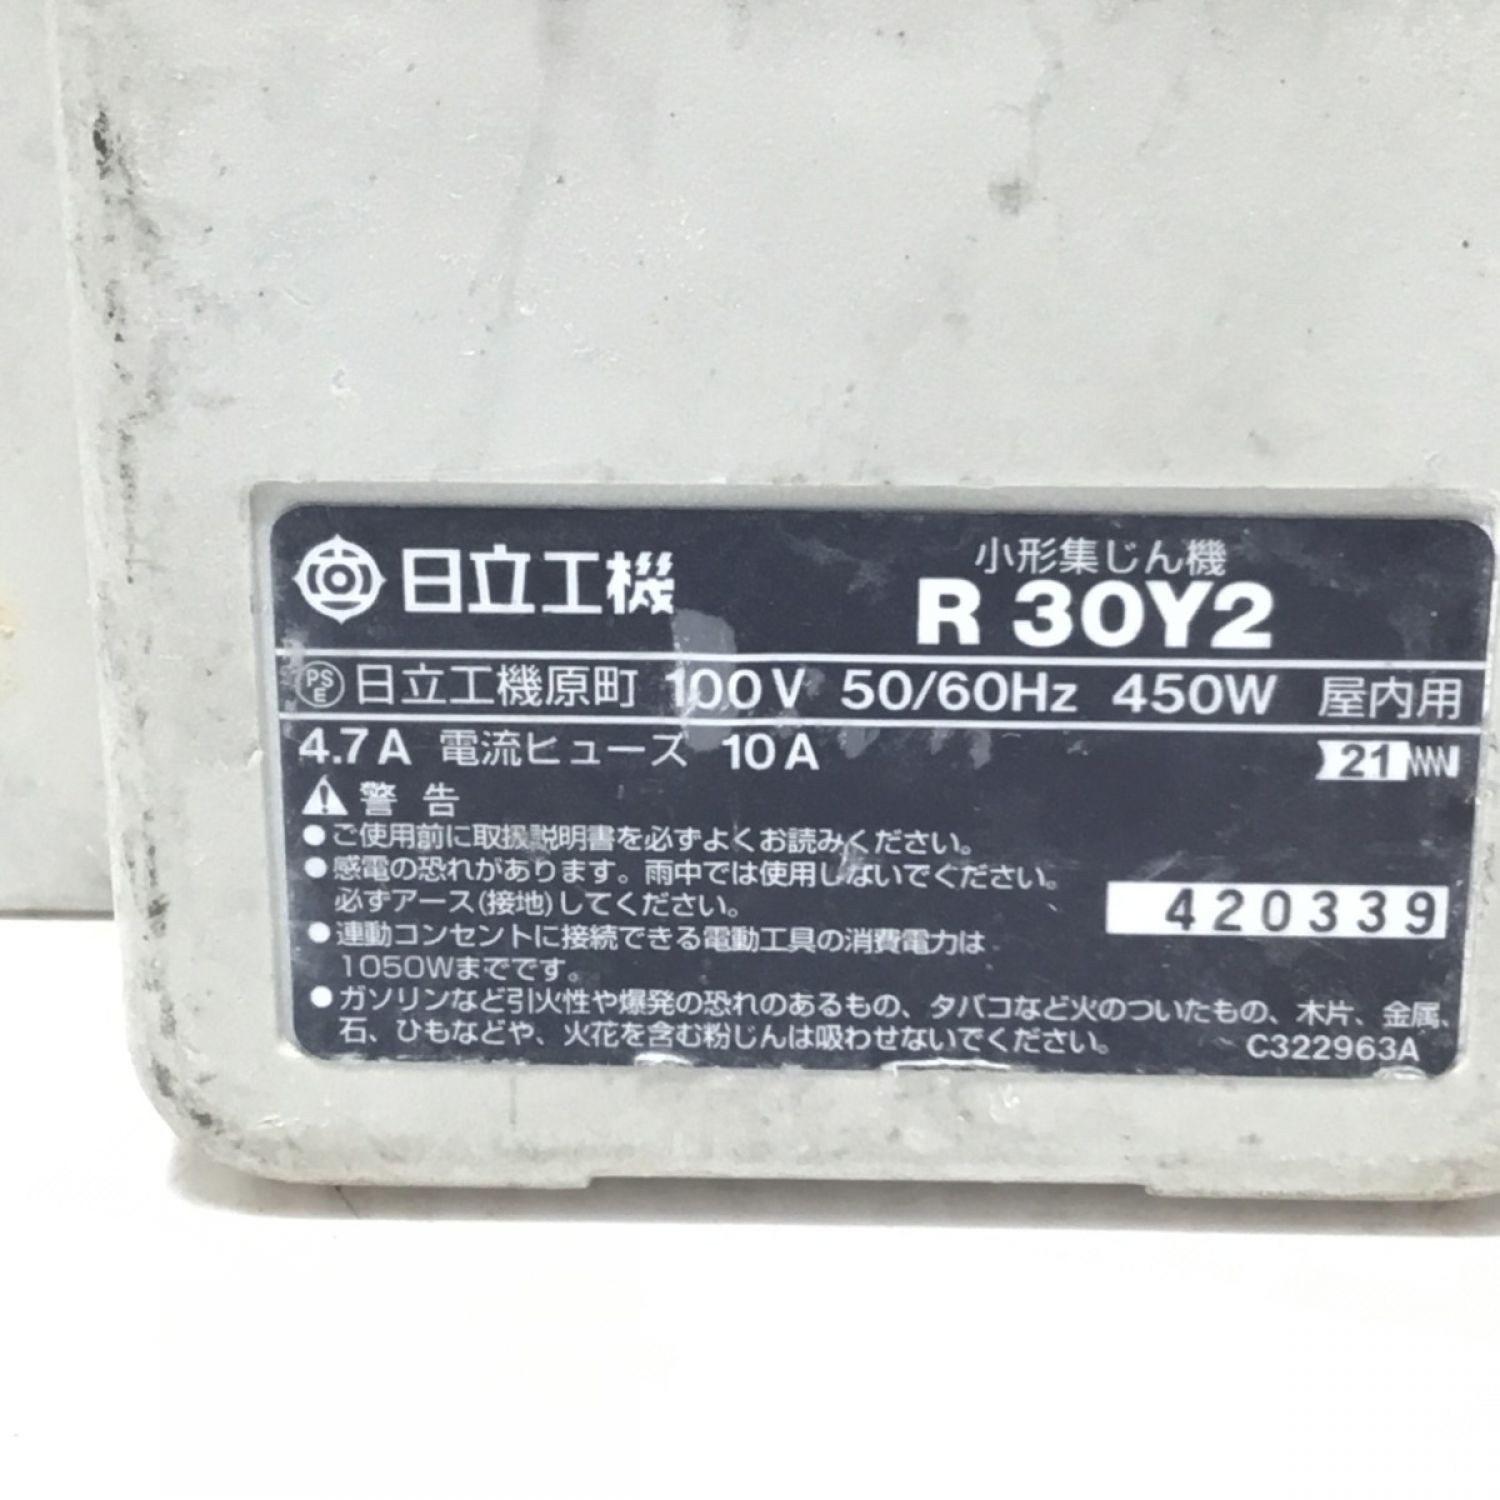 日立工機
小形集じん機
R 30Y2
PSE 日立工機原町 100V 50/60Hz 450W 屋内用
4.7A 電流ヒューズ 10A
21
警告
●ご使用前に取扱説明書を必ずよくお読みください。
●感電の恐れがあります。雨中では使用しないでください。
必ずアース(接地)してください。
420339
●連動コンセントに接続できる電動工具の消費電力は
1050Wまでです。
●ガソリンなど引火性や爆発の恐れのあるもの、タバコなど火のついたもの、木片、金属、
石、ひもなどや、火花を含む粉じんは吸わせないでください。
C322963A